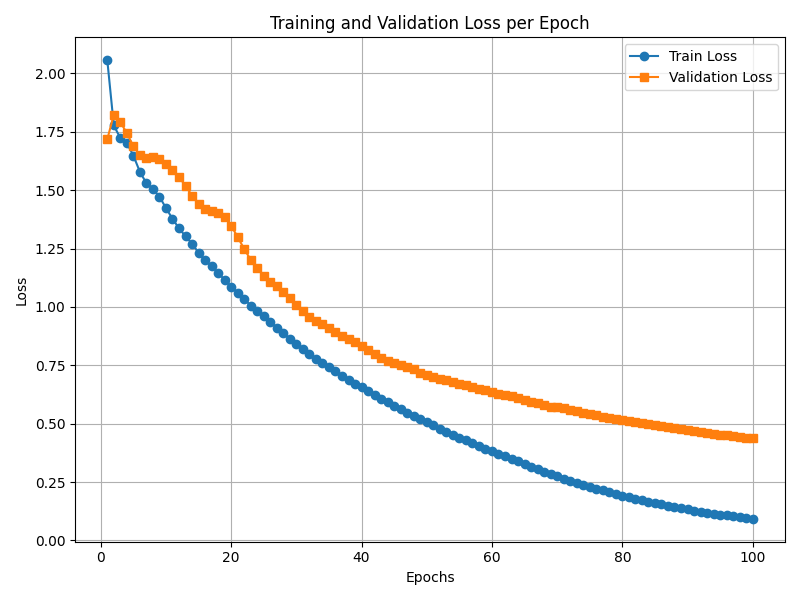 Training and Validation Loss per Epoch
Train Loss
Validation Loss
2.00
1.75
1.50
1.25
1.00
0.75
0.50
0.25
0.00
Loss
0 20 40 60 80 100
Epochs